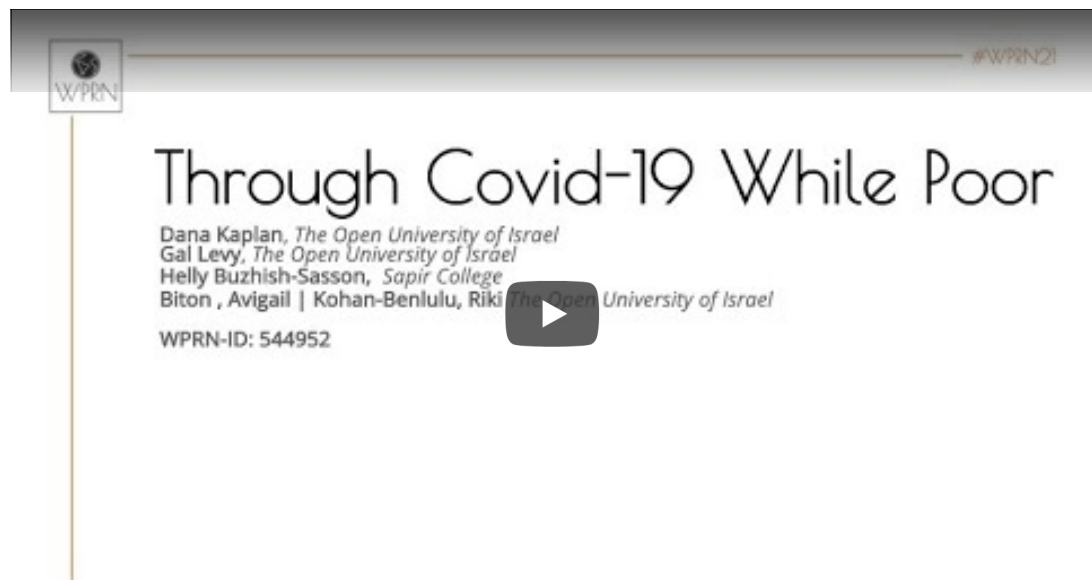 WPRN
#WPRN21
Through Covid-19 While Poor
Dana Kaplan, The Open University of Israel
Gal Levy, The Open University of Israel
Helly Buzhish-Sasson, Sapir College
Biton , Avigail | Kohan-Benlulu, Riki The Open University of Israel
WPRN-ID: 544952